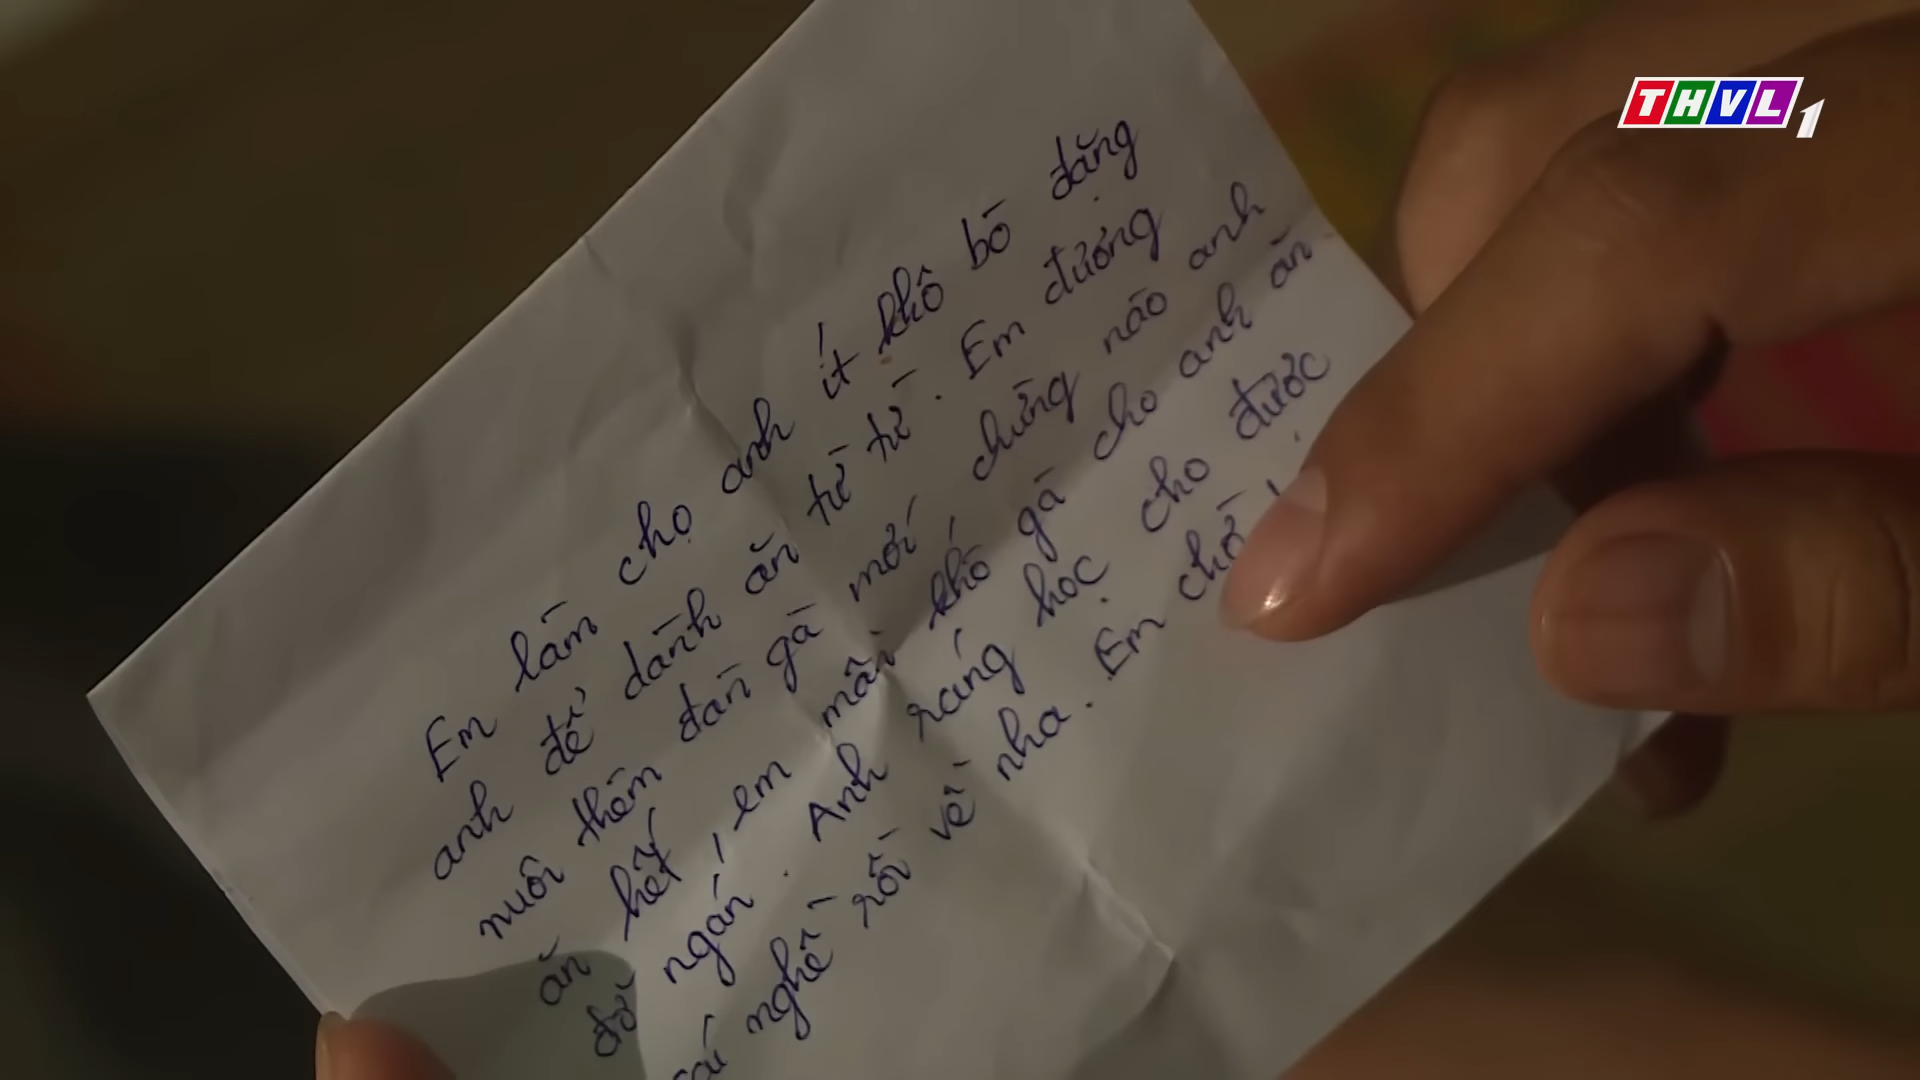 THVL1
Em làm cho anh ít khô bò đặng
anh để dành ăn từ từ. Em đương
nuôi thêm đàn gà mới, chừng nào anh
ăn hết, em mần khô gà cho anh ăn
đỡ ngán. Anh ráng học cho được
cái nghề rồi về nha. Em chờ